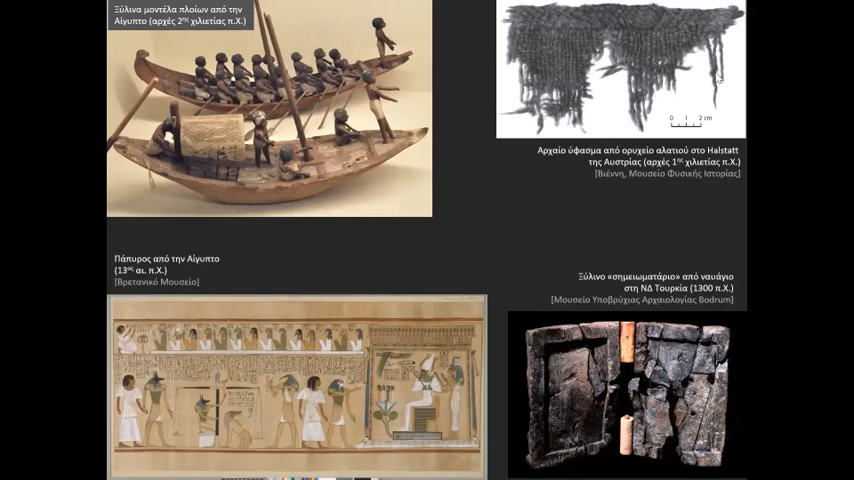 Ξύλινα μοντέλα πλοίων από την
Αίγυπτο (αρχές 2ης χιλιετίας π.Χ.)
0 1 2 cm
Αρχαίο ύφασμα από ορυχείο αλατιού στο Halstatt
της Αυστρίας (αρχές 1ης χιλιετίας π.Χ.)
[Βιέννη, Μουσείο Φυσικής Ιστορίας]
Πάπυρος από την Αίγυπτο
(13ος αι. π.Χ.)
[Βρετανικό Μουσείο]
Ξύλινο «σημειωματάριο» από ναυάγιο
στη ΝΔ Τουρκία (1300 π.Χ.)
[Μουσείο Υποβρύχιας Αρχαιολογίας Bodrum]